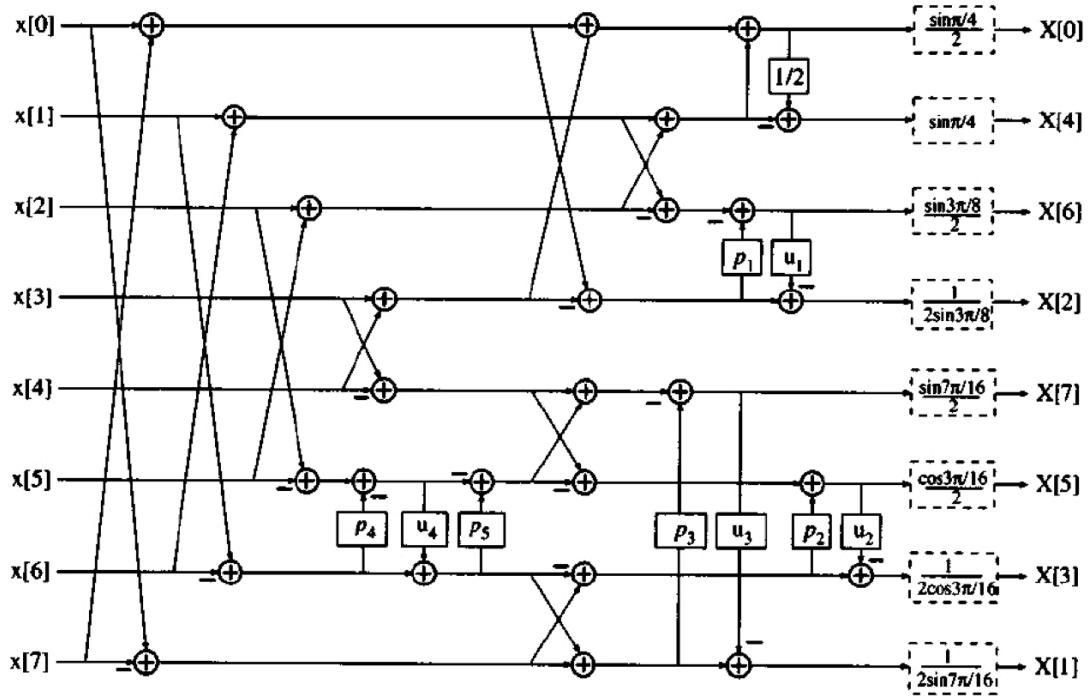 x[0] sinπ/4 / 2 X[0]
1/2
x[1] sinπ/4 X[4]
x[2] sin3π/8 / 2 X[6]
p₁ u₁
x[3] 1 / 2sin3π/8 X[2]
x[4] sin7π/16 / 2 X[7]
x[5] cos3π/16 / 2 X[5]
p₄ u₄ p₅ p₃ u₃ p₂ u₂
x[6] 1 / 2cos3π/16 X[3]
x[7] 1 / 2sin7π/16 X[1]